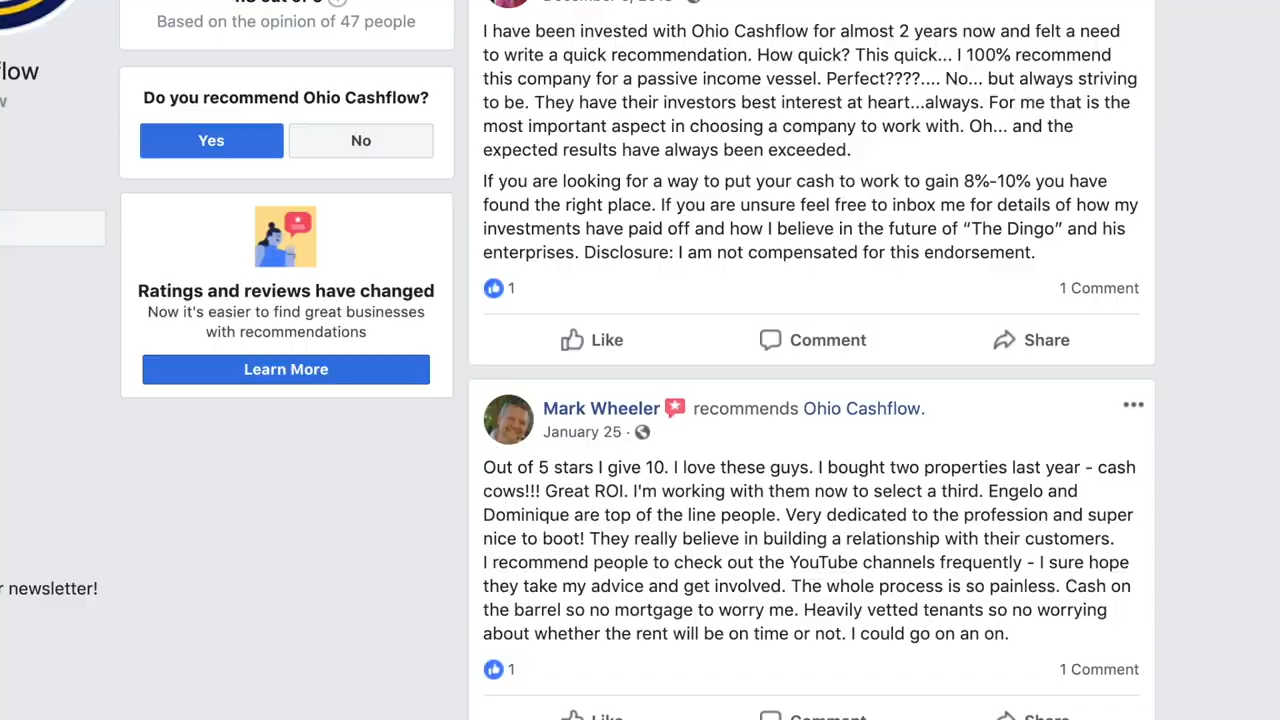 Based on the opinion of 47 people
flow
Do you recommend Ohio Cashflow?
Yes
No
Ratings and reviews have changed
Now it's easier to find great businesses
with recommendations
Learn More
r newsletter!
I have been invested with Ohio Cashflow for almost 2 years now and felt a need
to write a quick recommendation. How quick? This quick... I 100% recommend
this company for a passive income vessel. Perfect????.... No... but always striving
to be. They have their investors best interest at heart...always. For me that is the
most important aspect in choosing a company to work with. Oh... and the
expected results have always been exceeded.
If you are looking for a way to put your cash to work to gain 8%-10% you have
found the right place. If you are unsure feel free to inbox me for details of how my
investments have paid off and how I believe in the future of “The Dingo” and his
enterprises. Disclosure: I am not compensated for this endorsement.
1
1 Comment
Like
Comment
Share
Mark Wheeler recommends Ohio Cashflow.
January 25 ·
Out of 5 stars I give 10. I love these guys. I bought two properties last year - cash
cows!!! Great ROI. I'm working with them now to select a third. Engelo and
Dominique are top of the line people. Very dedicated to the profession and super
nice to boot! They really believe in building a relationship with their customers.
I recommend people to check out the YouTube channels frequently - I sure hope
they take my advice and get involved. The whole process is so painless. Cash on
the barrel so no mortgage to worry me. Heavily vetted tenants so no worrying
about whether the rent will be on time or not. I could go on an on.
1
1 Comment
Like
Comment
Share